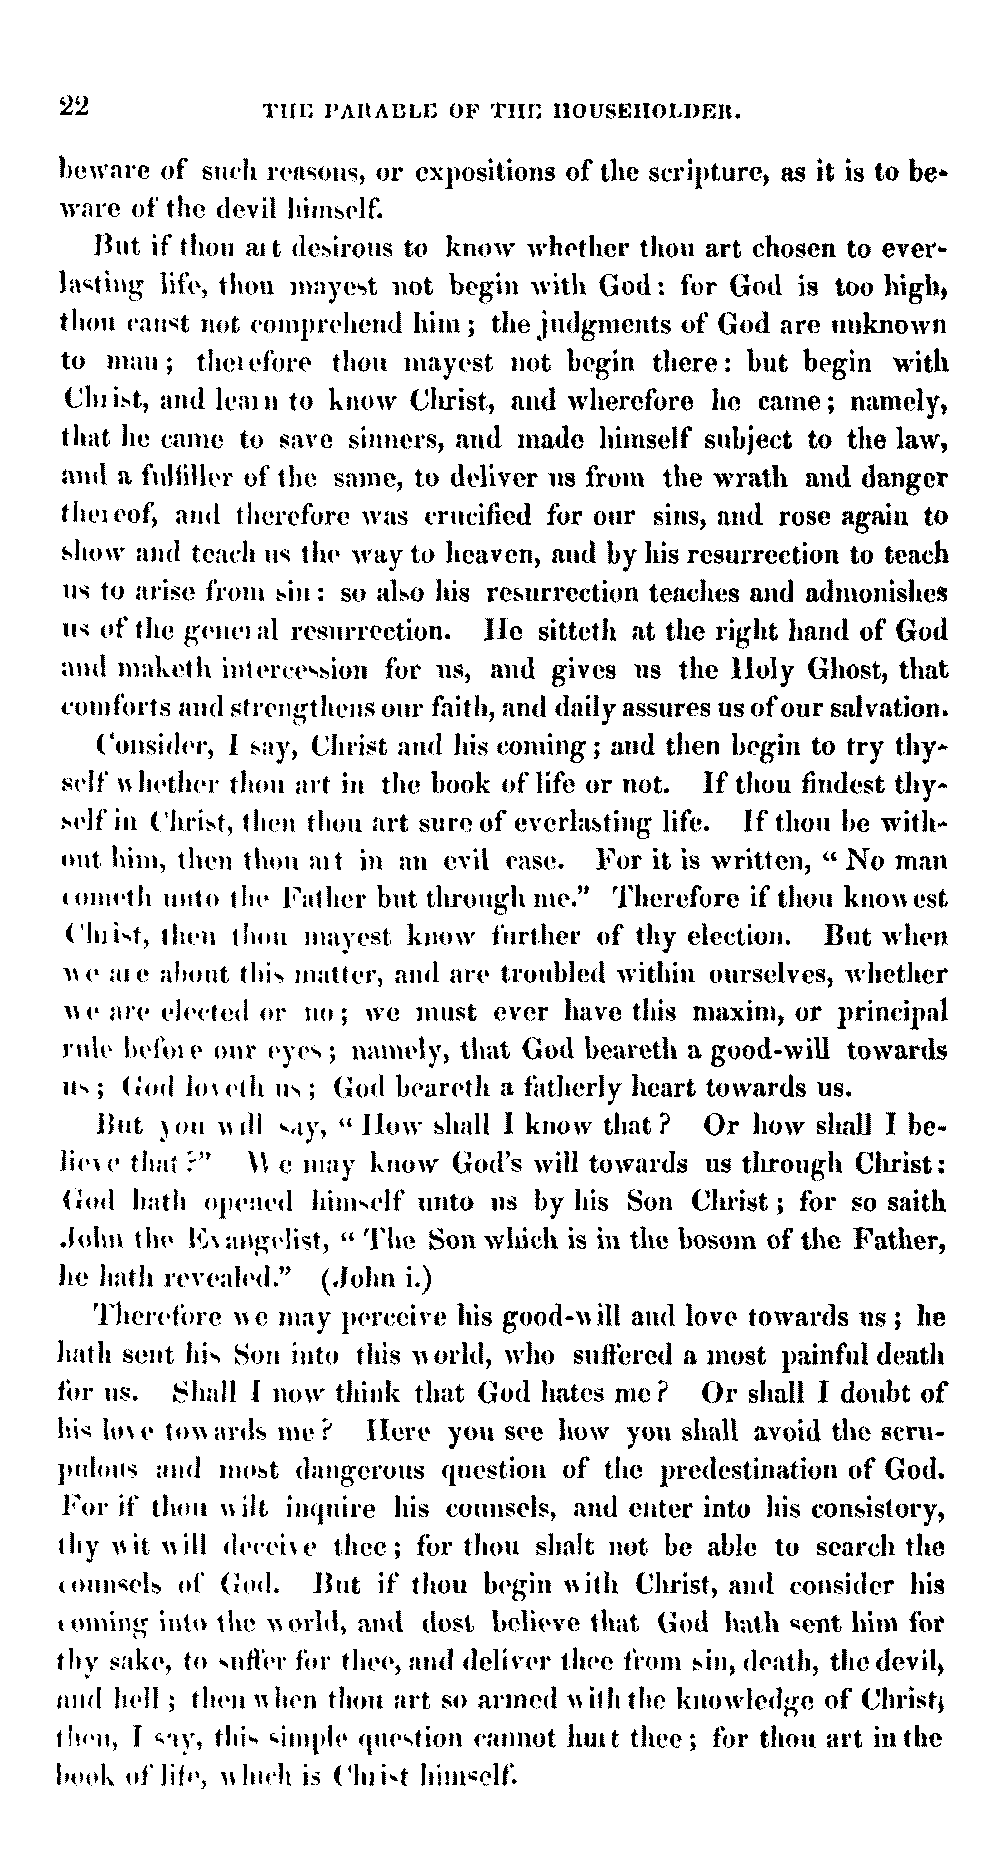 22 THE PARABLE OF THE HOUSEHOLDER.
beware of such reasons, or expositions of the scripture, as it is to be-
ware of the devil himself.
But if thou art desirous to know whether thou art chosen to ever-
lasting life, thou mayest not begin with God: for God is too high,
thou canst not comprehend him; the judgments of God are unknown
to man; therefore thou mayest not begin there: but begin with
Christ, and learn to know Christ, and wherefore he came; namely,
that he came to save sinners, and made himself subject to the law,
and a fulfiller of the same, to deliver us from the wrath and danger
thereof, and therefore was crucified for our sins, and rose again to
show and teach us the way to heaven, and by his resurrection to teach
us to arise from sin: so also his resurrection teaches and admonishes
us of the general resurrection. He sitteth at the right hand of God
and maketh intercession for us, and gives us the Holy Ghost, that
comforts and strengthens our faith, and daily assures us of our salvation.
Consider, I say, Christ and his coming; and then begin to try thy-
self whether thou art in the book of life or not. If thou findest thy-
self in Christ, then thou art sure of everlasting life. If thou be with-
out him, then thou art in an evil case. For it is written, “No man
cometh unto the Father but through me.” Therefore if thou knowest
Christ, then thou mayest know further of thy election. But when
we are about this matter, and are troubled within ourselves, whether
we are elected or no; we must ever have this maxim, or principal
rule before our eyes; namely, that God beareth a good-will towards
us; God loveth us; God beareth a fatherly heart towards us.
But you will say, “How shall I know that? Or how shall I be-
lieve that?” We may know God's will towards us through Christ:
God hath opened himself unto us by his Son Christ; for so saith
John the Evangelist, “The Son which is in the bosom of the Father,
he hath revealed.” (John i.)
Therefore we may perceive his good-will and love towards us; he
hath sent his Son into this world, who suffered a most painful death
for us. Shall I now think that God hates me? Or shall I doubt of
his love towards me? Here you see how you shall avoid the scru-
pulous and most dangerous question of the predestination of God.
For if thou wilt inquire his counsels, and enter into his consistory,
thy wit will deceive thee; for thou shalt not be able to search the
counsels of God. But if thou begin with Christ, and consider his
coming into the world, and dost believe that God hath sent him for
thy sake, to suffer for thee, and deliver thee from sin, death, the devil,
and hell; then when thou art so armed with the knowledge of Christ,
then, I say, this simple question cannot hurt thee; for thou art in the
book of life, which is Christ himself.